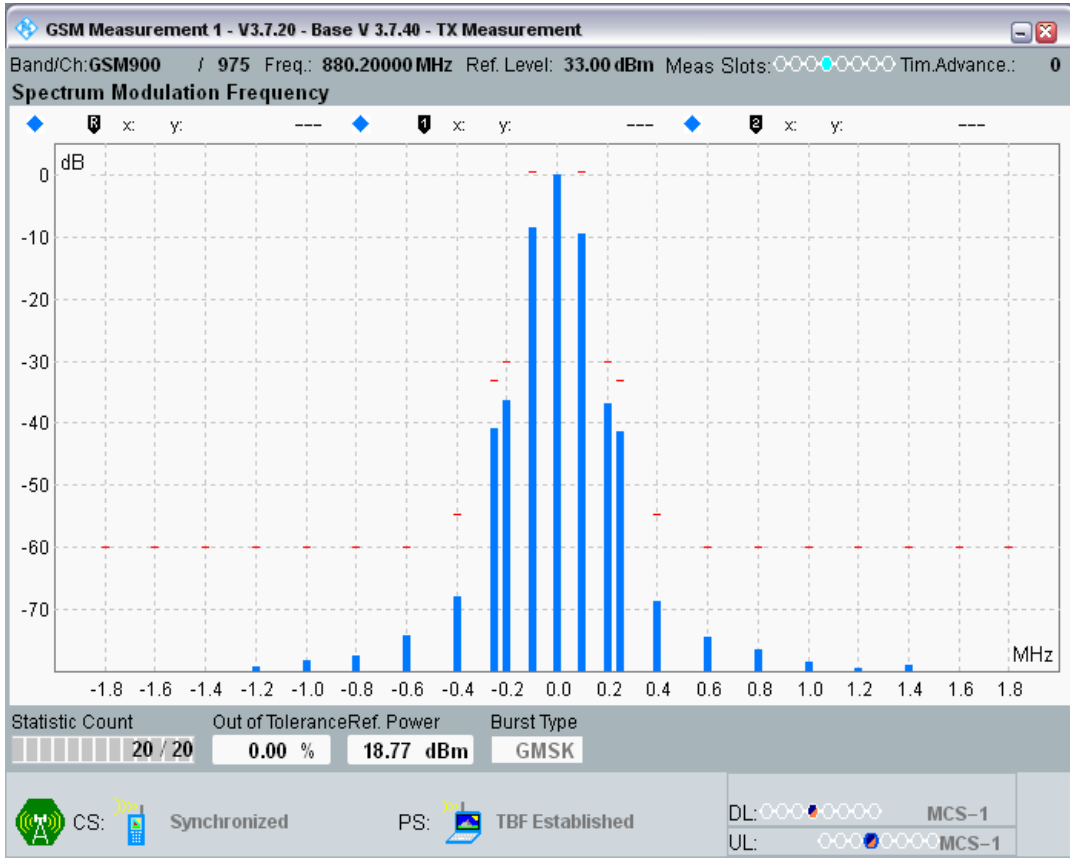 GSM Measurement 1 - V3.7.20 - Base V 3.7.40 - TX Measurement
Band/Ch:GSM900 / 975 Freq.: 880.20000 MHz Ref. Level: 33.00 dBm Meas Slots: Tim.Advance.: 0
Spectrum Modulation Frequency
R x: y: --- 1 x: y: --- 2 x: y: ---
dB
0
-10
-20
-30
-40
-50
-60
-70
MHz
-1.8 -1.6 -1.4 -1.2 -1.0 -0.8 -0.6 -0.4 -0.2 0.0 0.2 0.4 0.6 0.8 1.0 1.2 1.4 1.6 1.8
Statistic Count Out of Tolerance Ref. Power Burst Type
20 / 20 0.00 % 18.77 dBm GMSK
CS: Synchronized PS: TBF Established
DL: MCS-1
UL: MCS-1